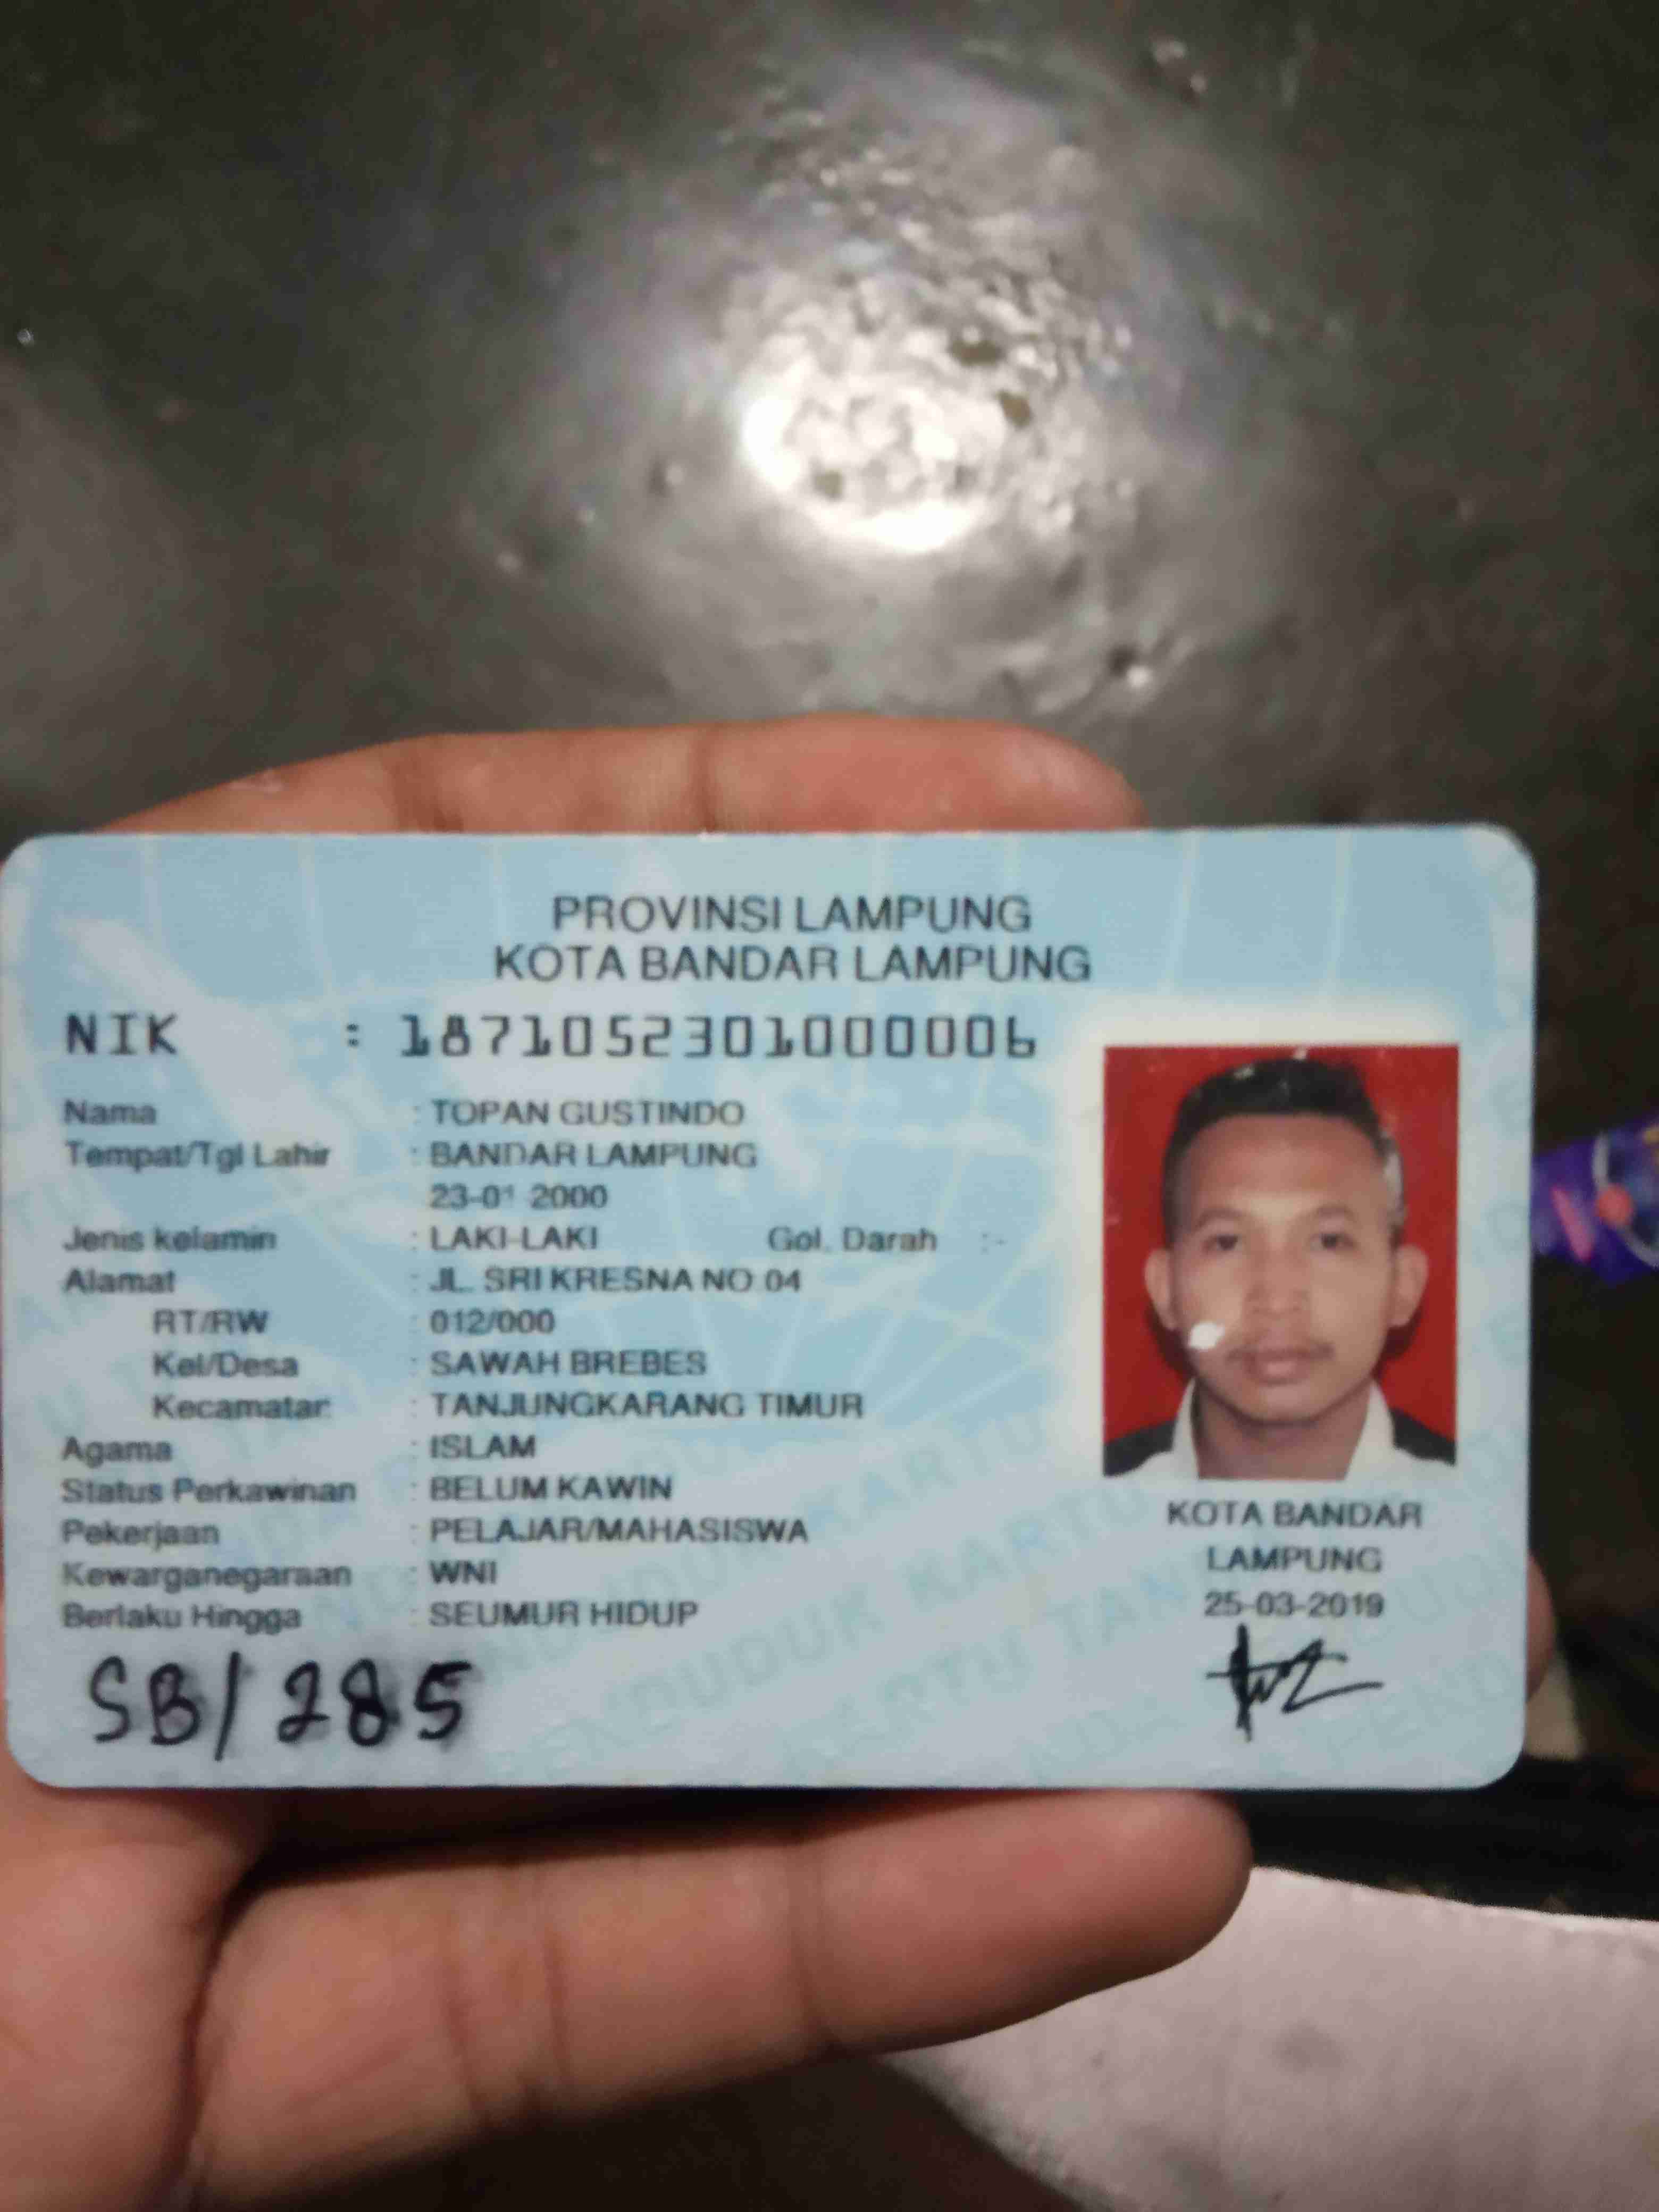 PROVINSI LAMPUNG
KOTA BANDAR LAMPUNG
NIK : 1871052301000006
Nama : TOPAN GUSTINDO
Tempat/Tgl Lahir : BANDAR LAMPUNG
23-01 2000
Jenis kelamin : LAKI-LAKI Gol. Darah :-
Alamat : JL. SRI KRESNA NO 04
RT/RW : 012/000
Kel/Desa : SAWAH BREBES
Kecamatan : TANJUNGKARANG TIMUR
Agama : ISLAM
Status Perkawinan : BELUM KAWIN
Pekerjaan : PELAJAR/MAHASISWA
Kewarganegaraan : WNI
Berlaku Hingga : SEUMUR HIDUP
KOTA BANDAR
LAMPUNG
25-03-2019
SB/285